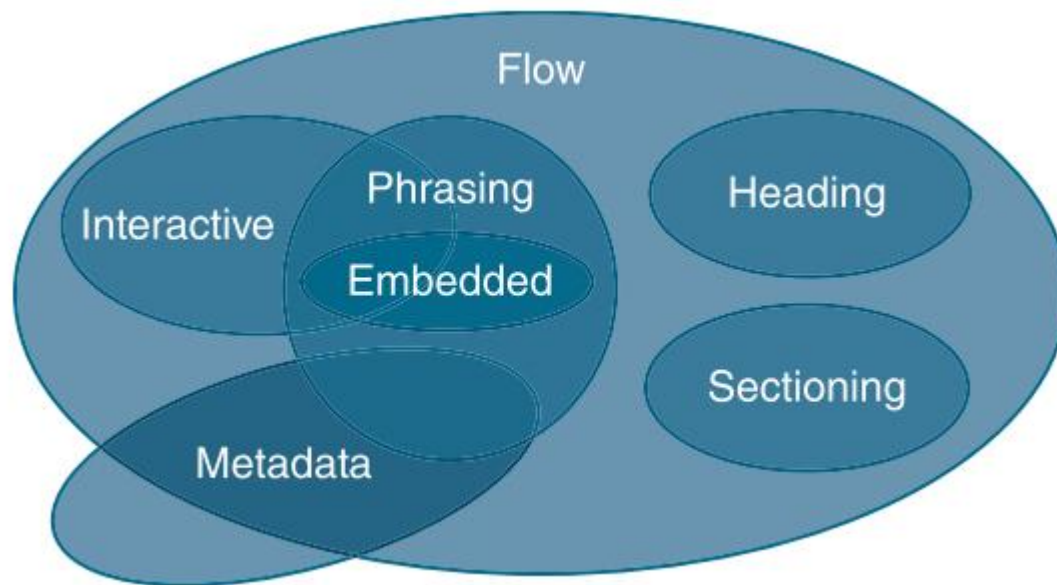 Flow
Phrasing
Heading
Interactive
Embedded
Sectioning
Metadata